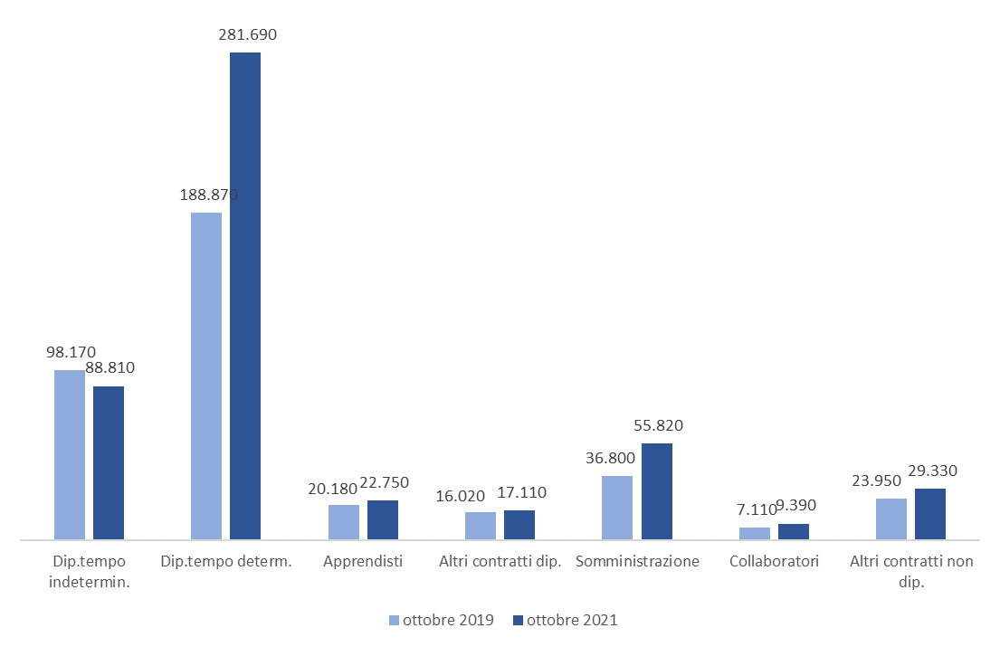 281.690
188.870
98.170
88.810
20.180
22.750
16.020
17.110
36.800
55.820
7.110
9.390
23.950
29.330
Dip.tempo
indetermin.
Dip.tempo determ.
Apprendisti
Altri contratti dip.
Somministrazione
Collaboratori
Altri contratti non
dip.
ottobre 2019
ottobre 2021